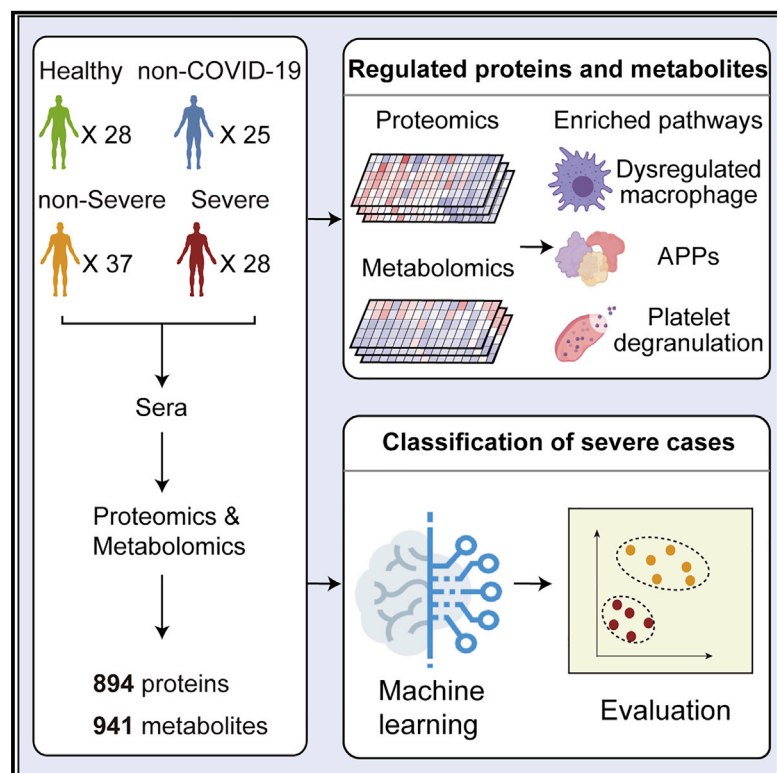 Healthy non-COVID-19
X 28 X 25
non-Severe Severe
X 37 X 28
Sera
Proteomics &
Metabolomics
894 proteins
941 metabolites
Regulated proteins and metabolites
Proteomics Enriched pathways
Dysregulated
macrophage
Metabolomics
APPs
Platelet
degranulation
Classification of severe cases
Machine
learning
Evaluation